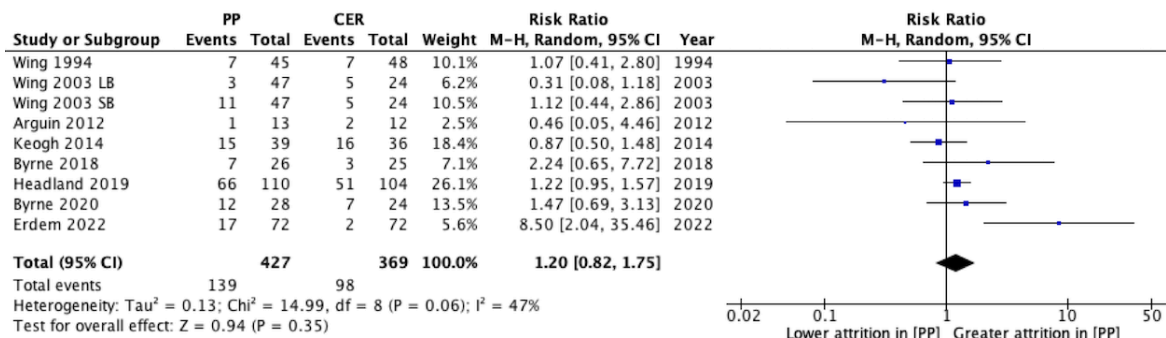 PP CER Risk Ratio Risk Ratio
Study or Subgroup Events Total Events Total Weight M-H, Random, 95% CI Year M-H, Random, 95% CI
Wing 1994 7 45 7 48 10.1% 1.07 [0.41, 2.80] 1994
Wing 2003 LB 3 47 5 24 6.2% 0.31 [0.08, 1.18] 2003
Wing 2003 SB 11 47 5 24 10.5% 1.12 [0.44, 2.86] 2003
Arguin 2012 1 13 2 12 2.5% 0.46 [0.05, 4.46] 2012
Keogh 2014 15 39 16 36 18.4% 0.87 [0.50, 1.48] 2014
Byrne 2018 7 26 3 25 7.1% 2.24 [0.65, 7.72] 2018
Headland 2019 66 110 51 104 26.1% 1.22 [0.95, 1.57] 2019
Byrne 2020 12 28 7 24 13.5% 1.47 [0.69, 3.13] 2020
Erdem 2022 17 72 2 72 5.6% 8.50 [2.04, 35.46] 2022
Total (95% CI) 427 369 100.0% 1.20 [0.82, 1.75]
Total events 139 98
Heterogeneity: Tau² = 0.13; Chi² = 14.99, df = 8 (P = 0.06); I² = 47%
Test for overall effect: Z = 0.94 (P = 0.35)
0.02 0.1 1 10 50
Lower attrition in [PP] Greater attrition in [PP]